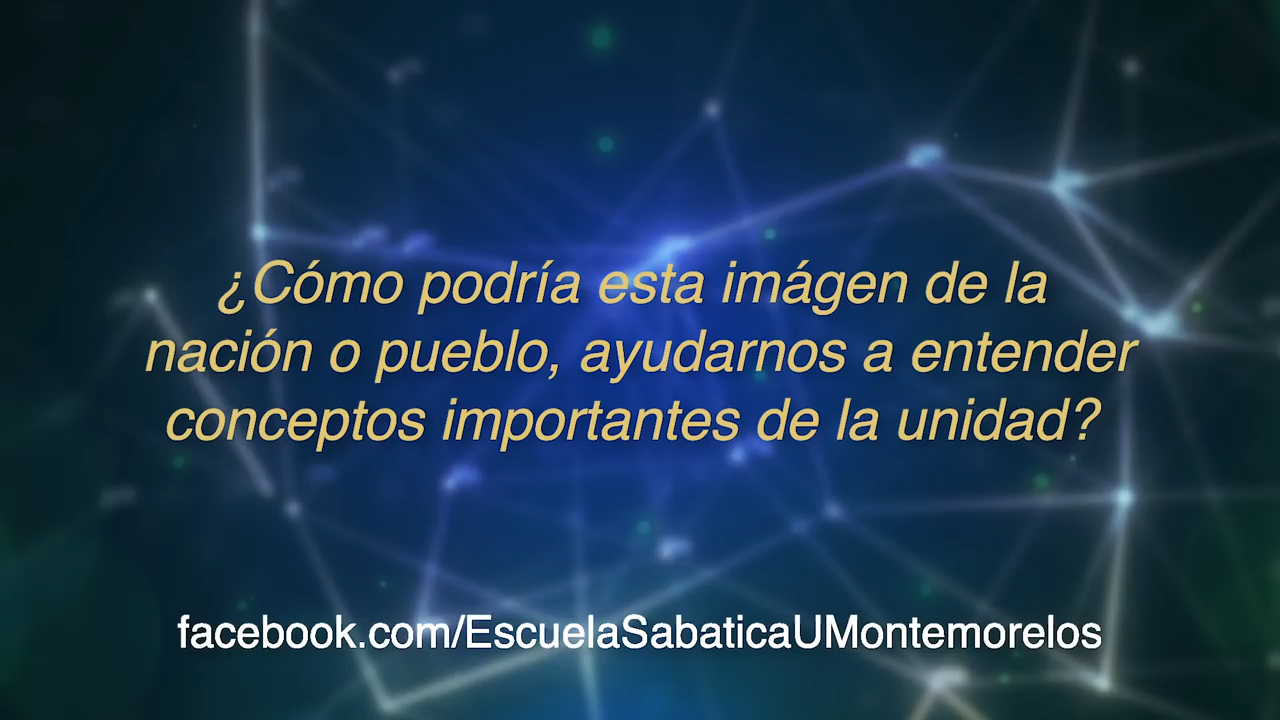 ¿Cómo podría esta imágen de la
nación o pueblo, ayudarnos a entender
conceptos importantes de la unidad?
facebook.com/EscuelaSabaticaUMontemorelos